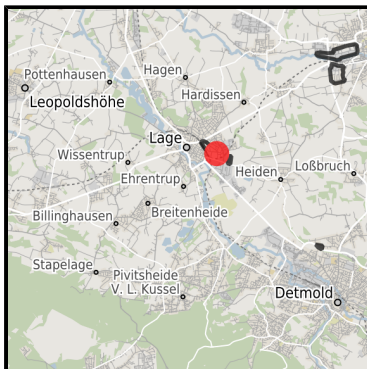 Hagen
Pottenhausen
Leopoldshöhe
Hardissen
Lage
Wissentrup
Ehrentrup
Heiden
Loßbruch
Breitenheide
Billinghausen
Stapelage
Pivitsheide
V. L. Kussel
Detmold